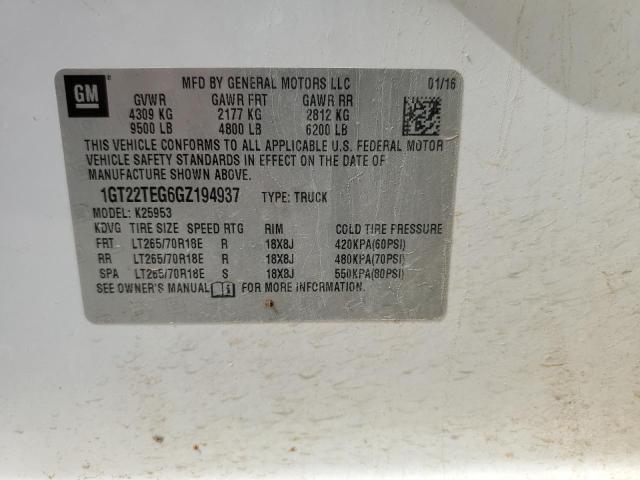 GM
®
MFD BY GENERAL MOTORS LLC 01/16
GVWR GAWR FRT GAWR RR
4309 KG 2177 KG 2812 KG
9500 LB 4800 LB 6200 LB
THIS VEHICLE CONFORMS TO ALL APPLICABLE U.S. FEDERAL MOTOR
VEHICLE SAFETY STANDARDS IN EFFECT ON THE DATE OF
MANUFACTURE SHOWN ABOVE.
1GT22TEG6GZ194937 TYPE: TRUCK
MODEL: K25953
KDVG TIRE SIZE SPEED RTG RIM COLD TIRE PRESSURE
FRT LT265/70R18E R 18X8J 420KPA(60PSI)
RR LT265/70R18E R 18X8J 480KPA(70PSI)
SPA LT265/70R18E S 18X8J 550KPA(80PSI)
SEE OWNER'S MANUAL FOR MORE INFORMATION.